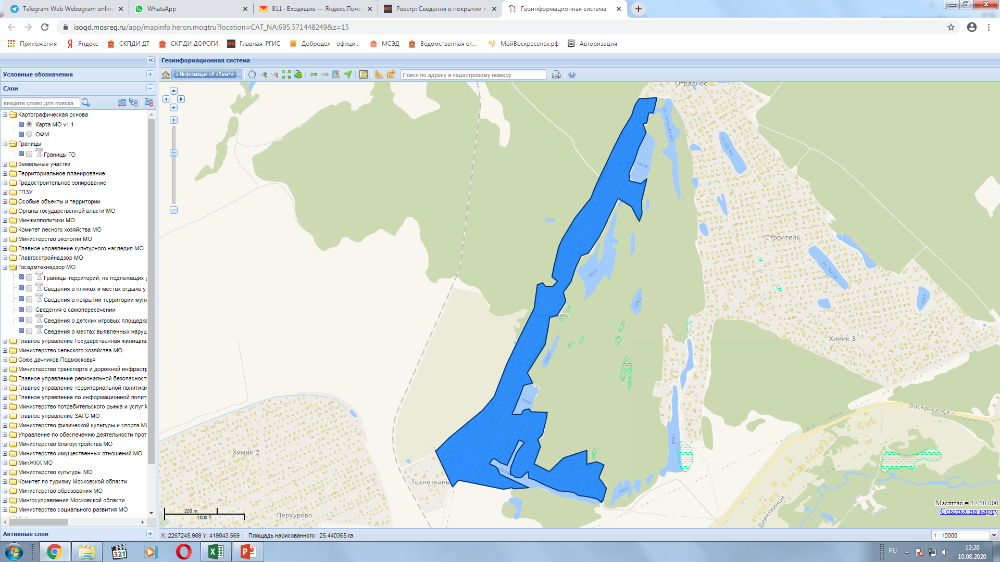 Telegram Web Webogram online
WhatsApp
811 · Входящие — Яндекс.Почта
Реестр: Сведения о покрытии т
Геоинформационная система
isogd.mosreg.ru/app/mapinfo.heron.mogtru?location=CAT_NA:695,571448249&z=15
Приложения
Яндекс
СКПДИ ДТ
СКПДИ ДОРОГИ
ВИС
Главная. РГИС
Добродел - офици...
МСЭД
Ведомственная от...
МойВоскресенск.рф
Авторизация
Геоинформационная система
Условные обозначения
Информация об объекте
Поиск по адресу и кадастровому номеру
Слои
введите слово для поиска
Картографическая основа
Карта МО v1.1
ОФМ
Границы
Границы ГО
Земельные участки
Территориальное планирование
Градостроительное зонирование
ГПЗУ
Особые объекты и территории
Органы государственной власти МО
Минжилполитики МО
Комитет лесного хозяйства МО
Министерство экологии МО
Главное управление культурного наследия МО
Главгосстройнадзор МО
Госадмтехнадзор МО
Границы территорий, не подлежащих у
Сведения о пляжах и местах отдыха у
Сведения о покрытии территории муни
Сведения о самопересечении
Сведения о детских игровых площадка
Сведения о местах выявленных наруш
Главное управление Государственная жилищна
Министерство сельского хозяйства МО
Союз дачников Подмосковья
Министерство транспорта и дорожной инфрастр
Главное управление региональной безопасност
Главное управление территориальной политики
Главное управление по информационной полит
Министерство потребительского рынка и услуг М
Главное управление ЗАГС МО
Министерство физической культуры и спорта МО
Управление по обеспечению деятельности прот
Министерство благоустройства МО
Министерство имущественных отношений МО
МинЖКХ МО
Министерство культуры МО
Комитет по туризму Московской области
Министерство образования МО
Мингосуправления Московской области
Министерство социального развития МО
Активные слои
Отрадное
оз. Лягушатник
оз. Щучье
пруд
Строитель
пруд
оз. Лысое
пруд
пруд
Солнышко
Химик-3
пруд
пруд
Воскресенск -
пруд
Химик-2
пруд
Технoткань
пруд
Девяткиной
Перхурово
200 m
1000 ft
Масштаб = 1 : 10 000
Ссылка на карту
X: 2267245.989 Y: 419043.569
Площадь нарисованного : 25.440365 га
1 : 10000
321
RU
12:20
10.08.2020